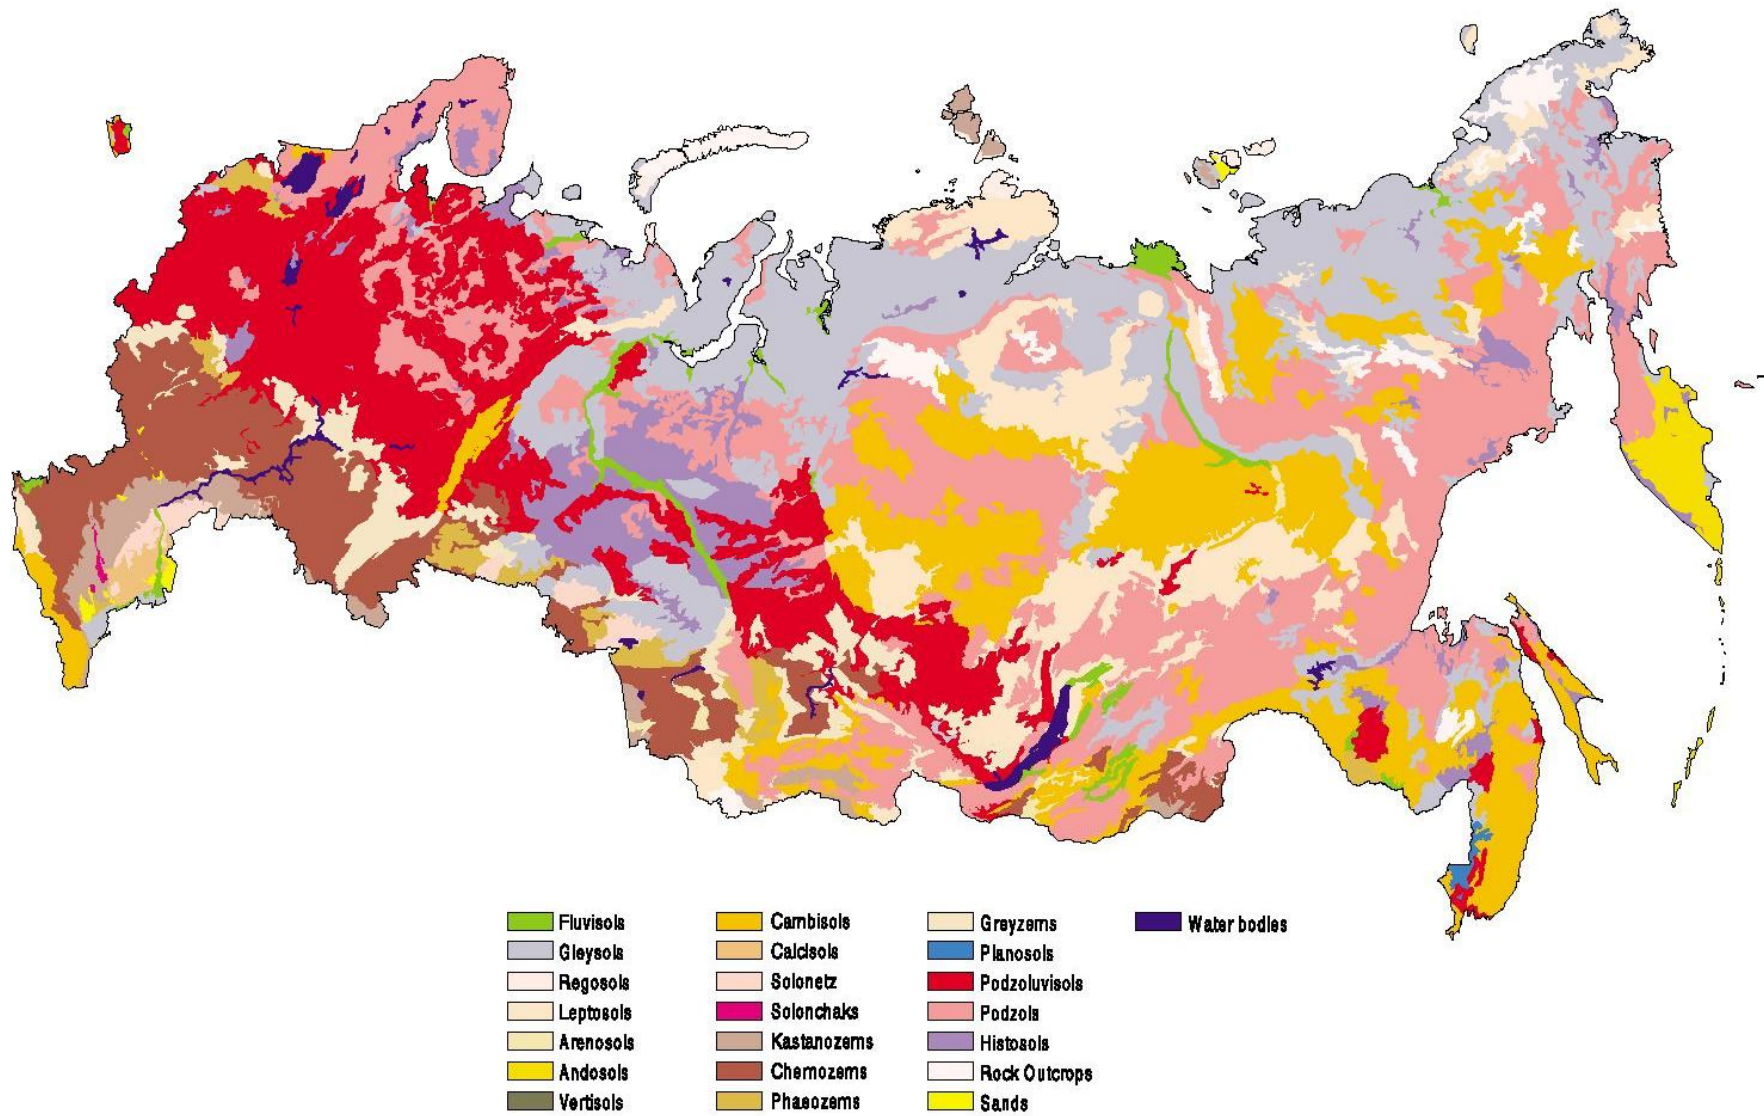 Fluvisols
Gleysols
Regosols
Leptosols
Arenosols
Andosols
Vertisols
Cambisols
Calcisols
Solonetz
Solonchaks
Kastanozems
Chernozems
Phaeozems
Greyzems
Planosols
Podzoluvisols
Podzols
Histosols
Rock Outcrops
Sands
Water bodies